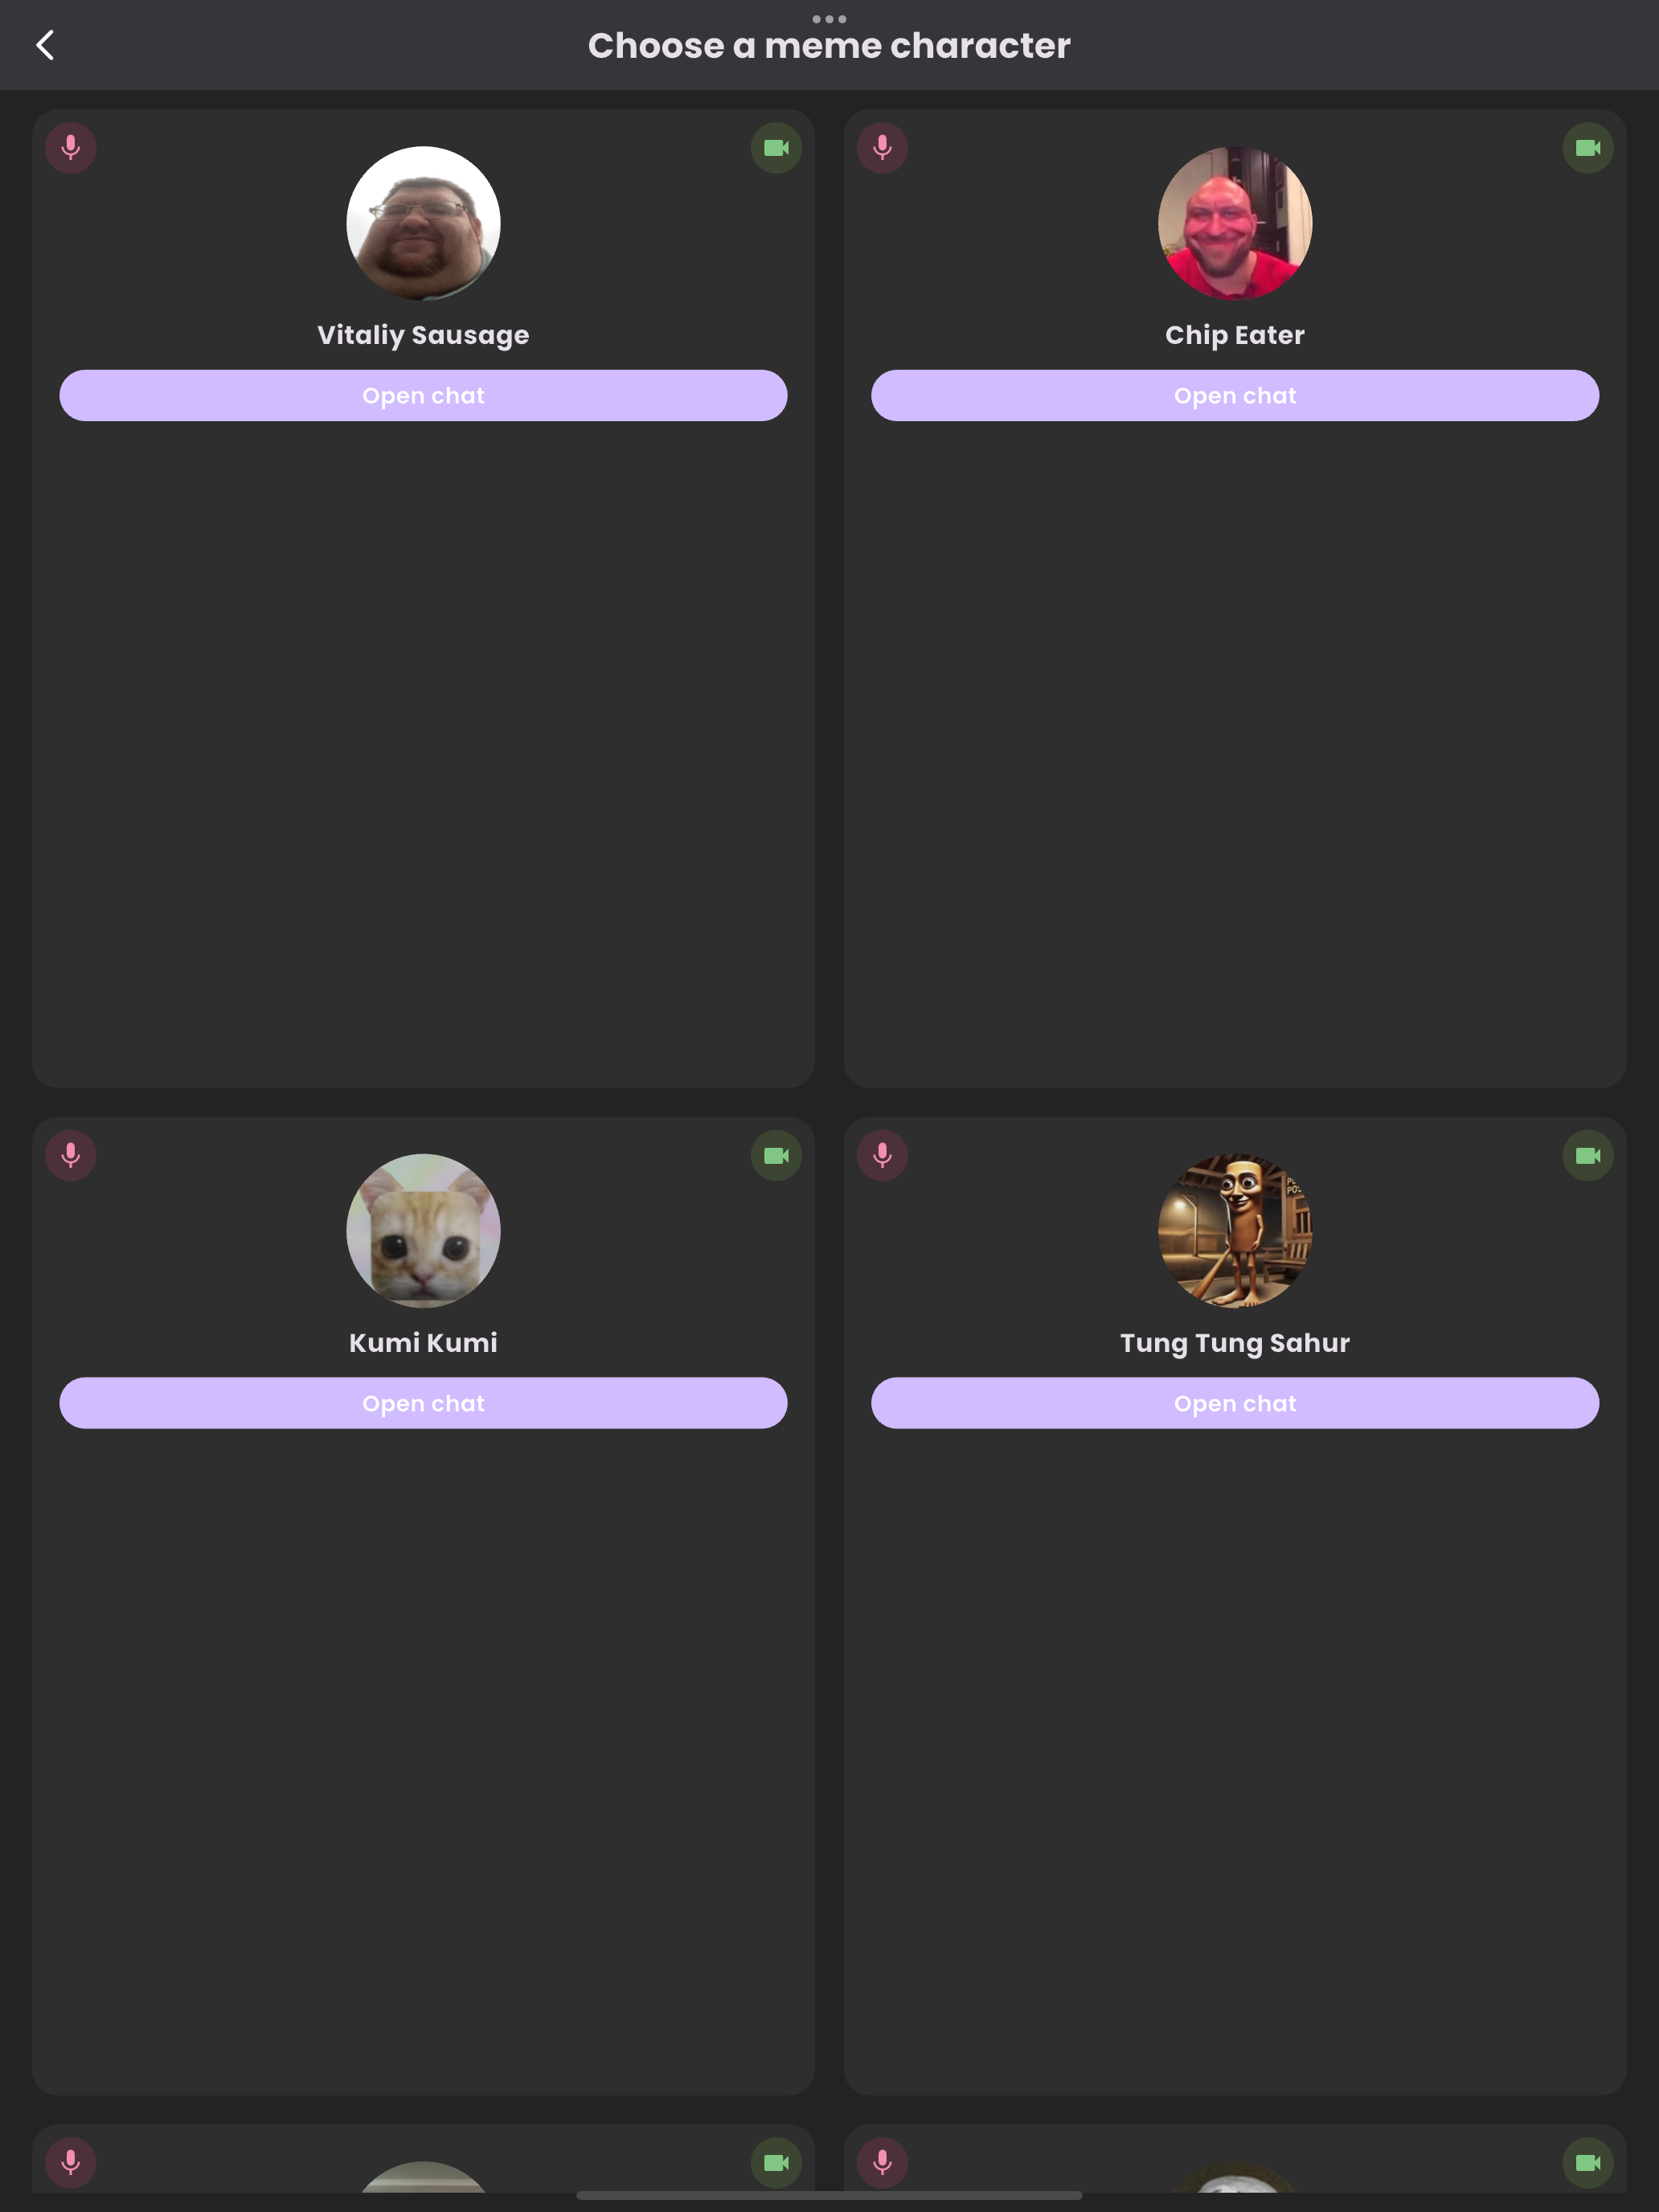 Choose a meme character
Vitaliy Sausage
Chip Eater
Open chat
Open chat
Kumi Kumi
Tung Tung Sahur
Open chat
Open chat